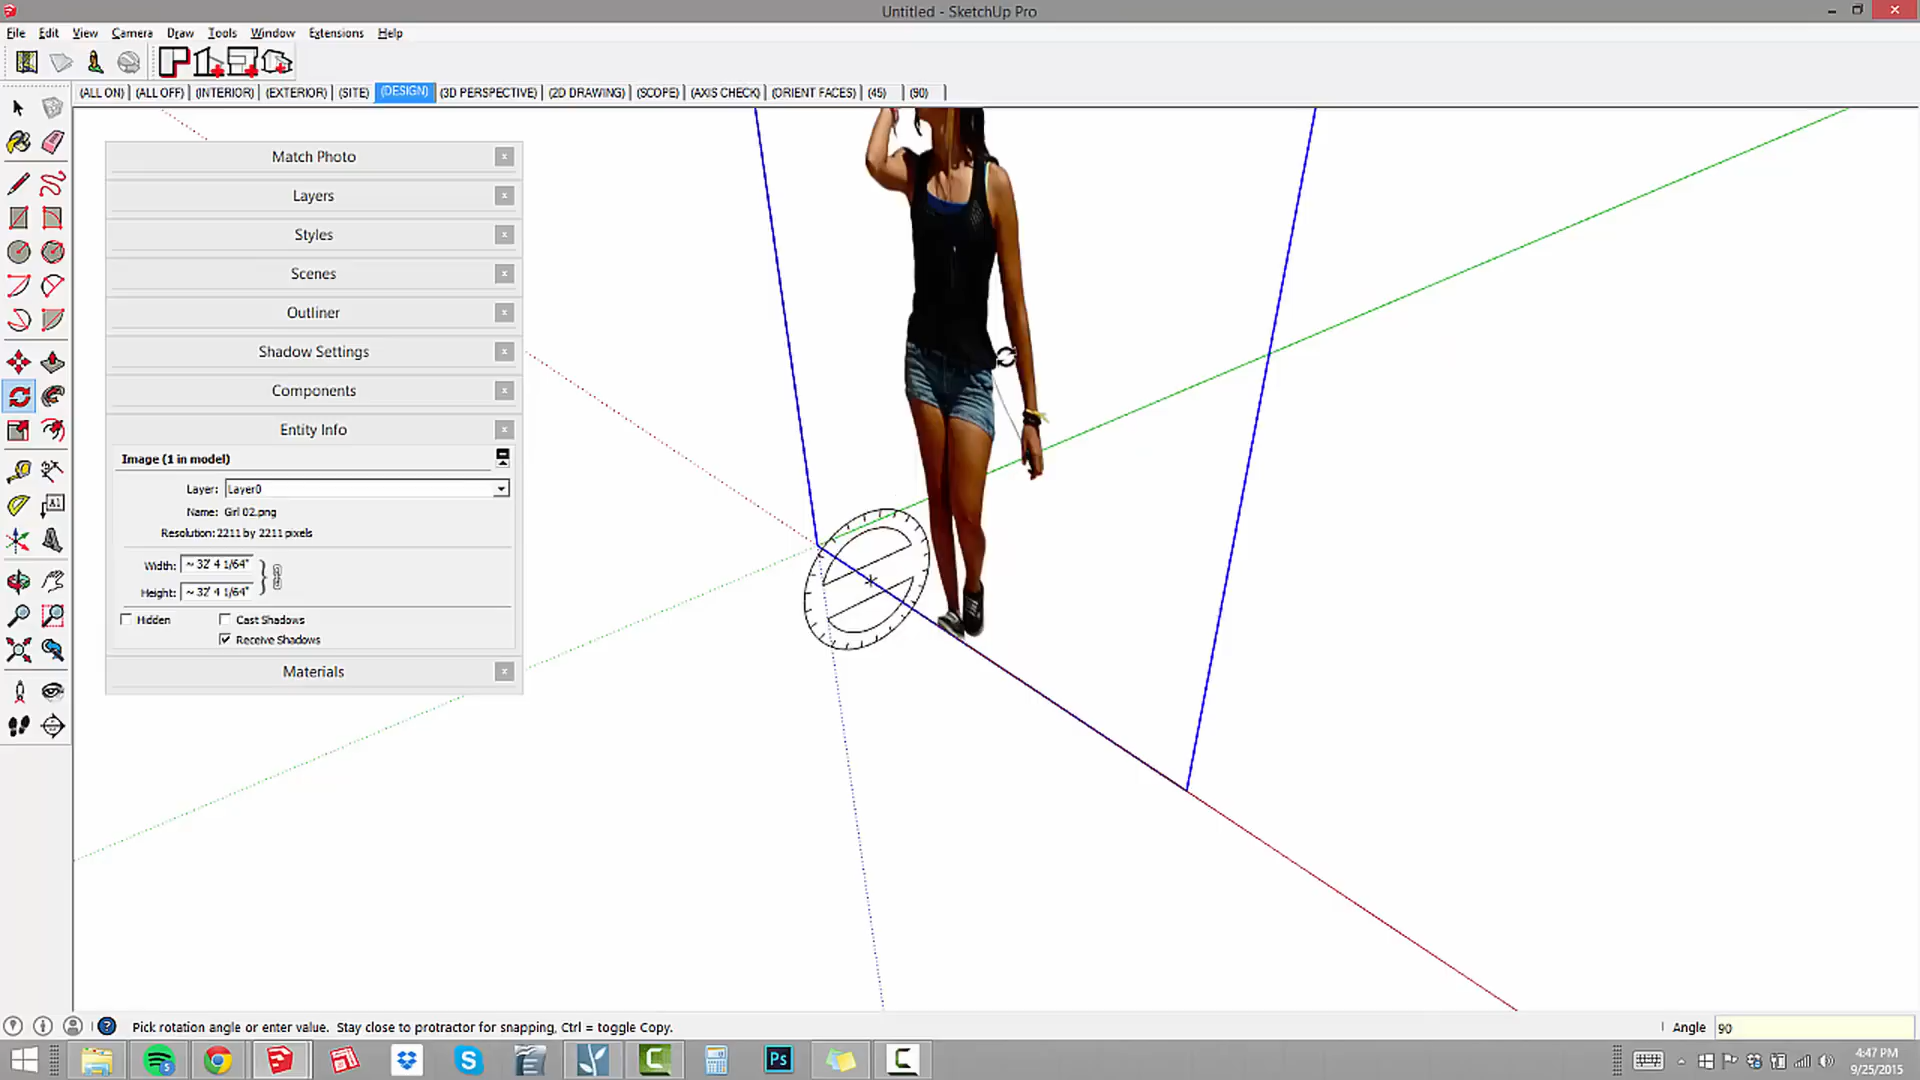 Untitled - SketchUp Pro
File Edit View Camera Draw Tools Window Extensions Help
(ALL ON) (ALL OFF) (INTERIOR) (EXTERIOR) (SITE) (DESIGN) (3D PERSPECTIVE) (2D DRAWING) (SCOPE) (AXIS CHECK) (ORIENT FACES) (45) (90)
Match Photo
Layers
Styles
Scenes
Outliner
Shadow Settings
Components
Entity Info
Image (1 in model)
Layer: Layer0
Name: Girl 02.png
Resolution: 2211 by 2211 pixels
Width: ~ 32' 4 1/64"
Height: ~ 32' 4 1/64"
Hidden Cast Shadows
Receive Shadows
Materials
Pick rotation angle or enter value. Stay close to protractor for snapping, Ctrl = toggle Copy.
Angle 90
Ps
4:47 PM
9/25/2015